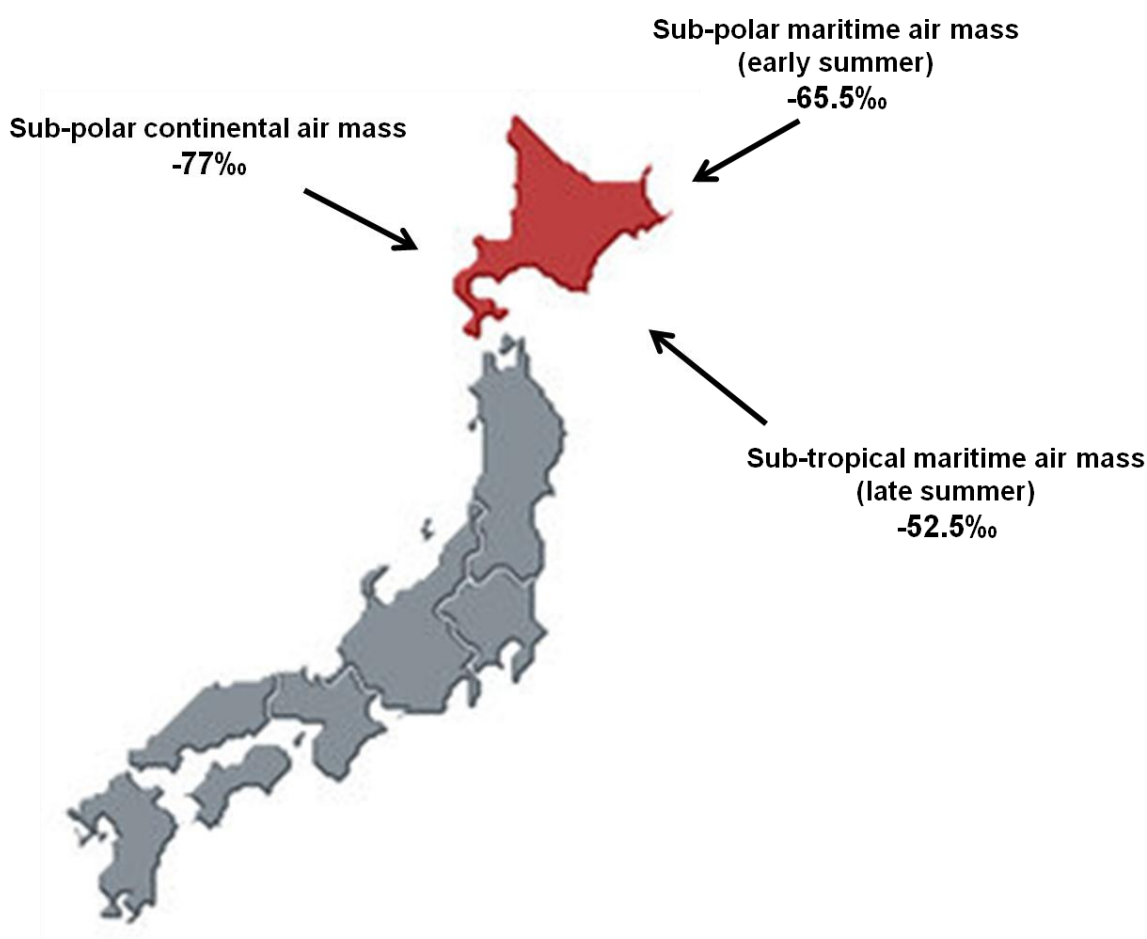 Sub-polar maritime air mass
(early summer)
-65.5‰
Sub-polar continental air mass
-77‰
Sub-tropical maritime air mass
(late summer)
-52.5‰